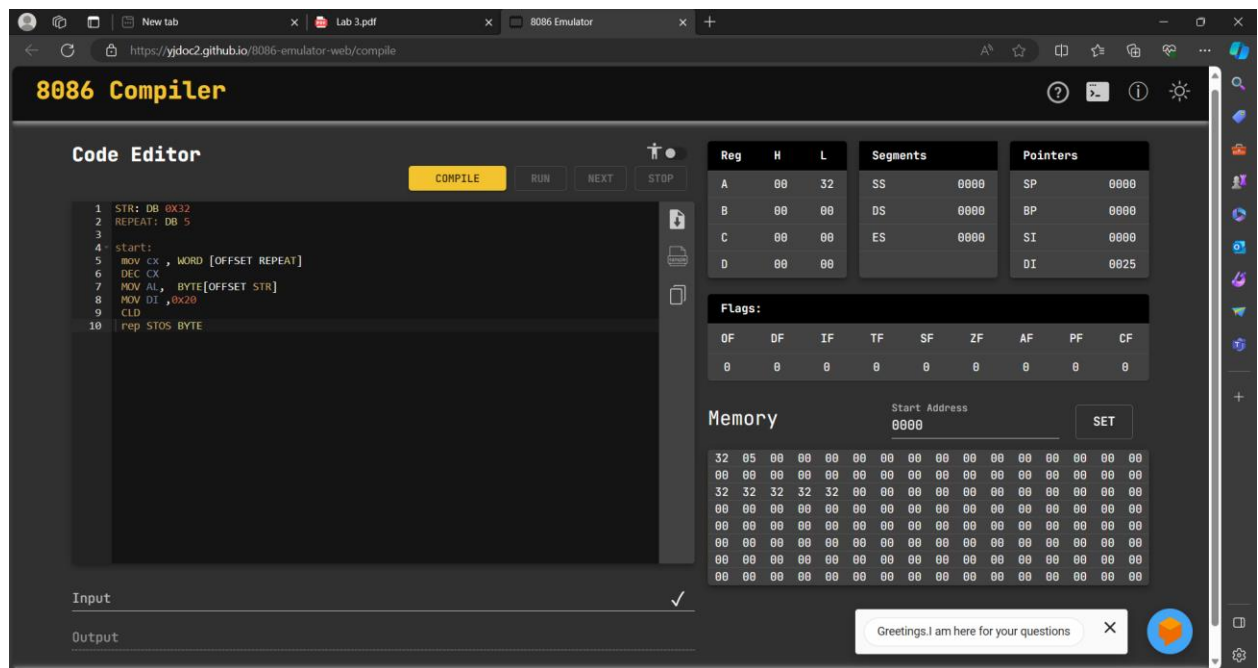 New tab
Lab 3.pdf
8086 Emulator
https://yjdoc2.github.io/8086-emulator-web/compile
8086 Compiler
Code Editor
COMPILE RUN NEXT STOP
1 STR: DB 0X32
2 REPEAT: DB 5
3
4 start:
5 mov cx , WORD [OFFSET REPEAT]
6 DEC CX
7 MOV AL, BYTE[OFFSET STR]
8 MOV DI ,0x20
9 CLD
10 rep STOS BYTE
Input
Output
Reg H L
A 00 32
B 00 00
C 00 00
D 00 00
Segments
SS 0000
DS 0000
ES 0000
Pointers
SP 0000
BP 0000
SI 0000
DI 0025
Flags:
OF DF IF TF SF ZF AF PF CF
0 0 0 0 0 0 0 0 0
Memory
Start Address
0000
SET
32 05 00 00 00 00 00 00 00 00 00 00 00 00 00 00
00 00 00 00 00 00 00 00 00 00 00 00 00 00 00 00
32 32 32 32 32 00 00 00 00 00 00 00 00 00 00 00
00 00 00 00 00 00 00 00 00 00 00 00 00 00 00 00
00 00 00 00 00 00 00 00 00 00 00 00 00 00 00 00
00 00 00 00 00 00 00 00 00 00 00 00 00 00 00 00
00 00 00 00 00 00 00 00 00 00 00 00 00 00 00 00
00 00 00 00 00 00 00 00 00 00 00 00 00 00 00 00
Greetings.I am here for your questions